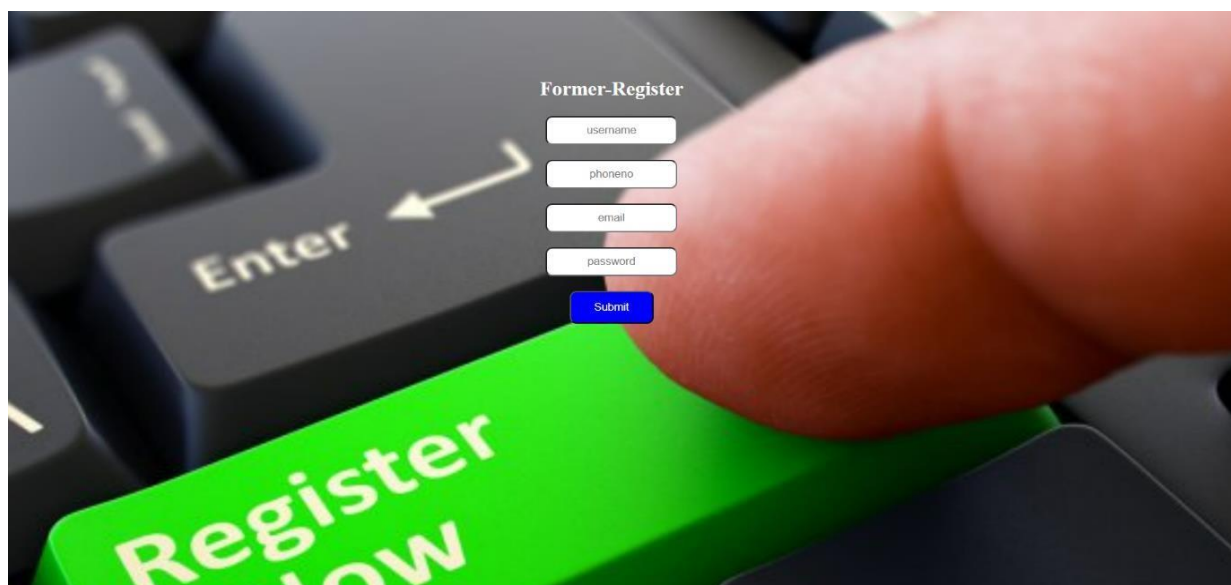 Former-Register
username
phoneno
email
password
Submit
Enter
Register